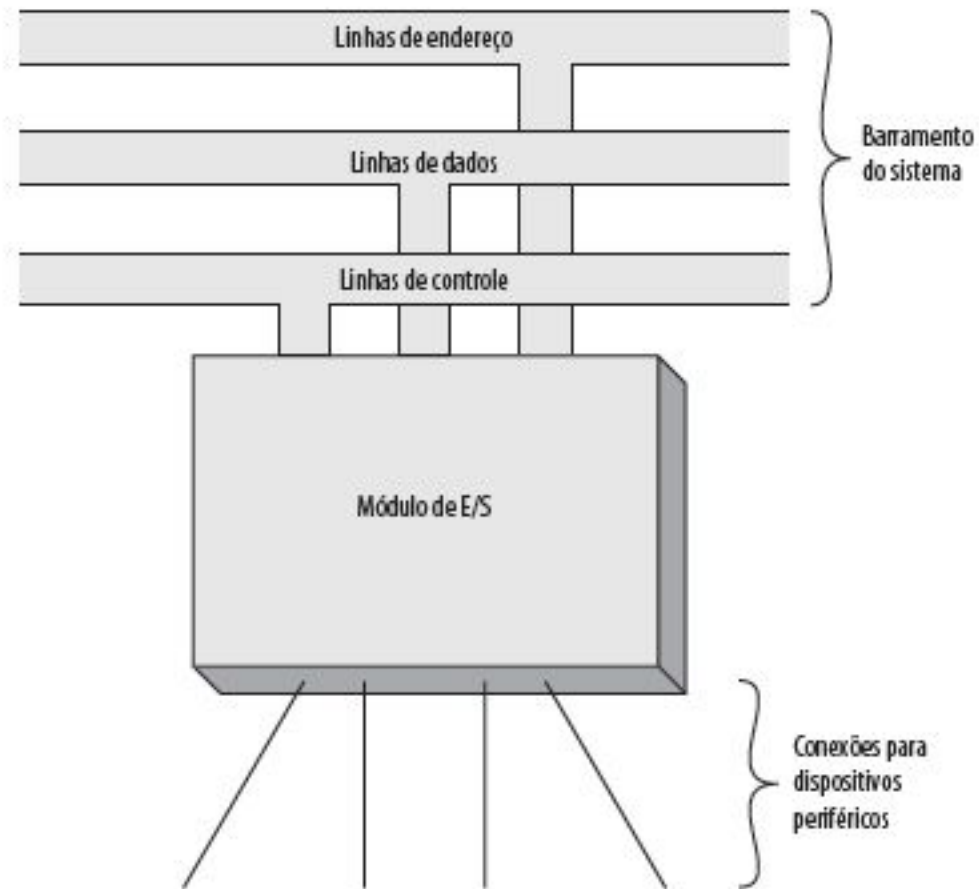 Linhas de endereço
Linhas de dados
Barramento
do sistema
Linhas de controle
Módulo de E/S
Conexões para
dispositivos
periféricos